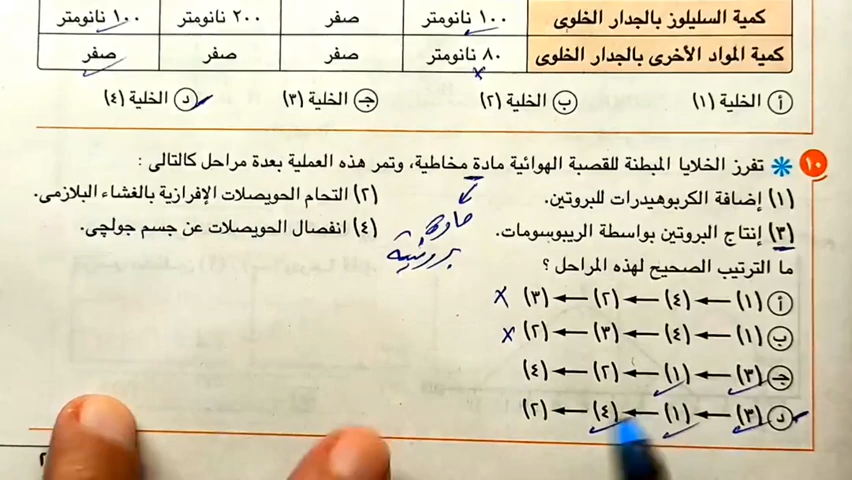 كمية السليلوز بالجدار الخلوى ١٠٠ نانومتر صفر ٢٠٠ نانومتر ١٠٠ نانومتر
كمية المواد الأخرى بالجدار الخلوى ٨٠ نانومتر صفر صفر صفر
أ الخلية (١) ب الخلية (٢) جـ الخلية (٣) د الخلية (٤)
١٠ تفرز الخلايا المبطنة للقصبة الهوائية مادة مخاطية، وتمر هذه العملية بعدة مراحل كالتالى :
(١) إضافة الكربوهيدرات للبروتين. (٢) التحام الحويصلات الإفرازية بالغشاء البلازمى.
(٣) إنتاج البروتين بواسطة الريبوسومات. (٤) انفصال الحويصلات عن جسم جولچى.
مادة
بروتينية
ما الترتيب الصحيح لهذه المراحل ؟
أ (١) ← (٤) ← (٢) ← (٣) x
ب (١) ← (٤) ← (٣) ← (٢) x
جـ (٣) ← (١) ← (٢) ← (٤)
د (٣) ← (١) ← (٤) ← (٢)